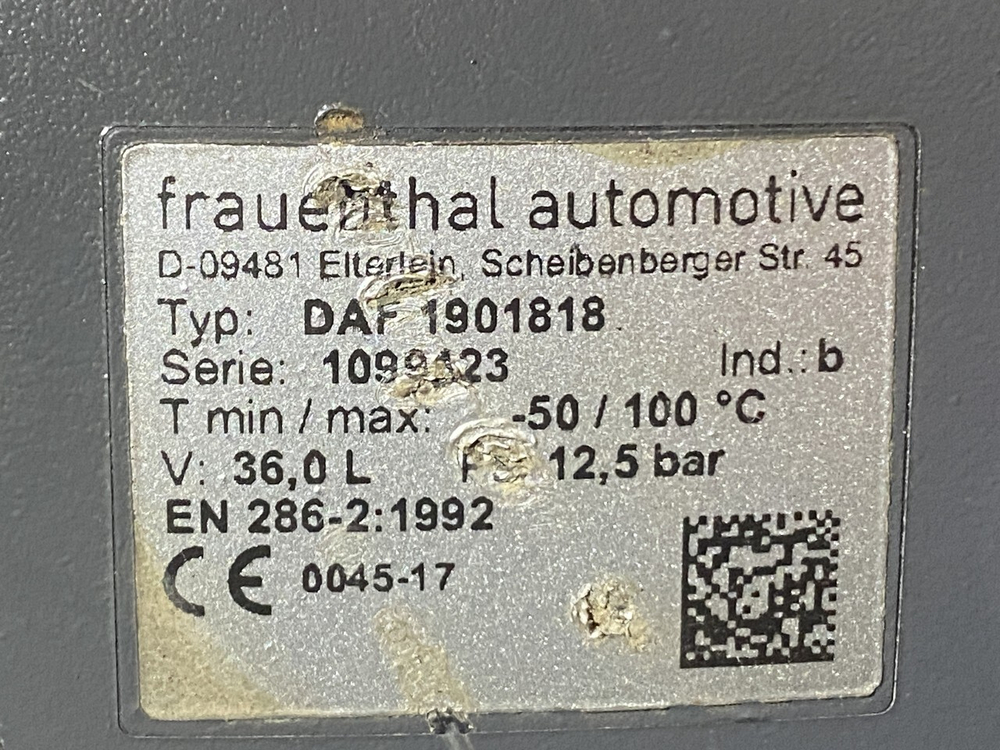 frauenthal automotive
D-09481 Elterlein, Scheibenberger Str. 45
Typ: DAF 1901818
Serie: Ind.: b
T min / max: -50 / 100 °C
V: 36,0 L 12,5 bar
EN 286-2:1992
CE 0045-17